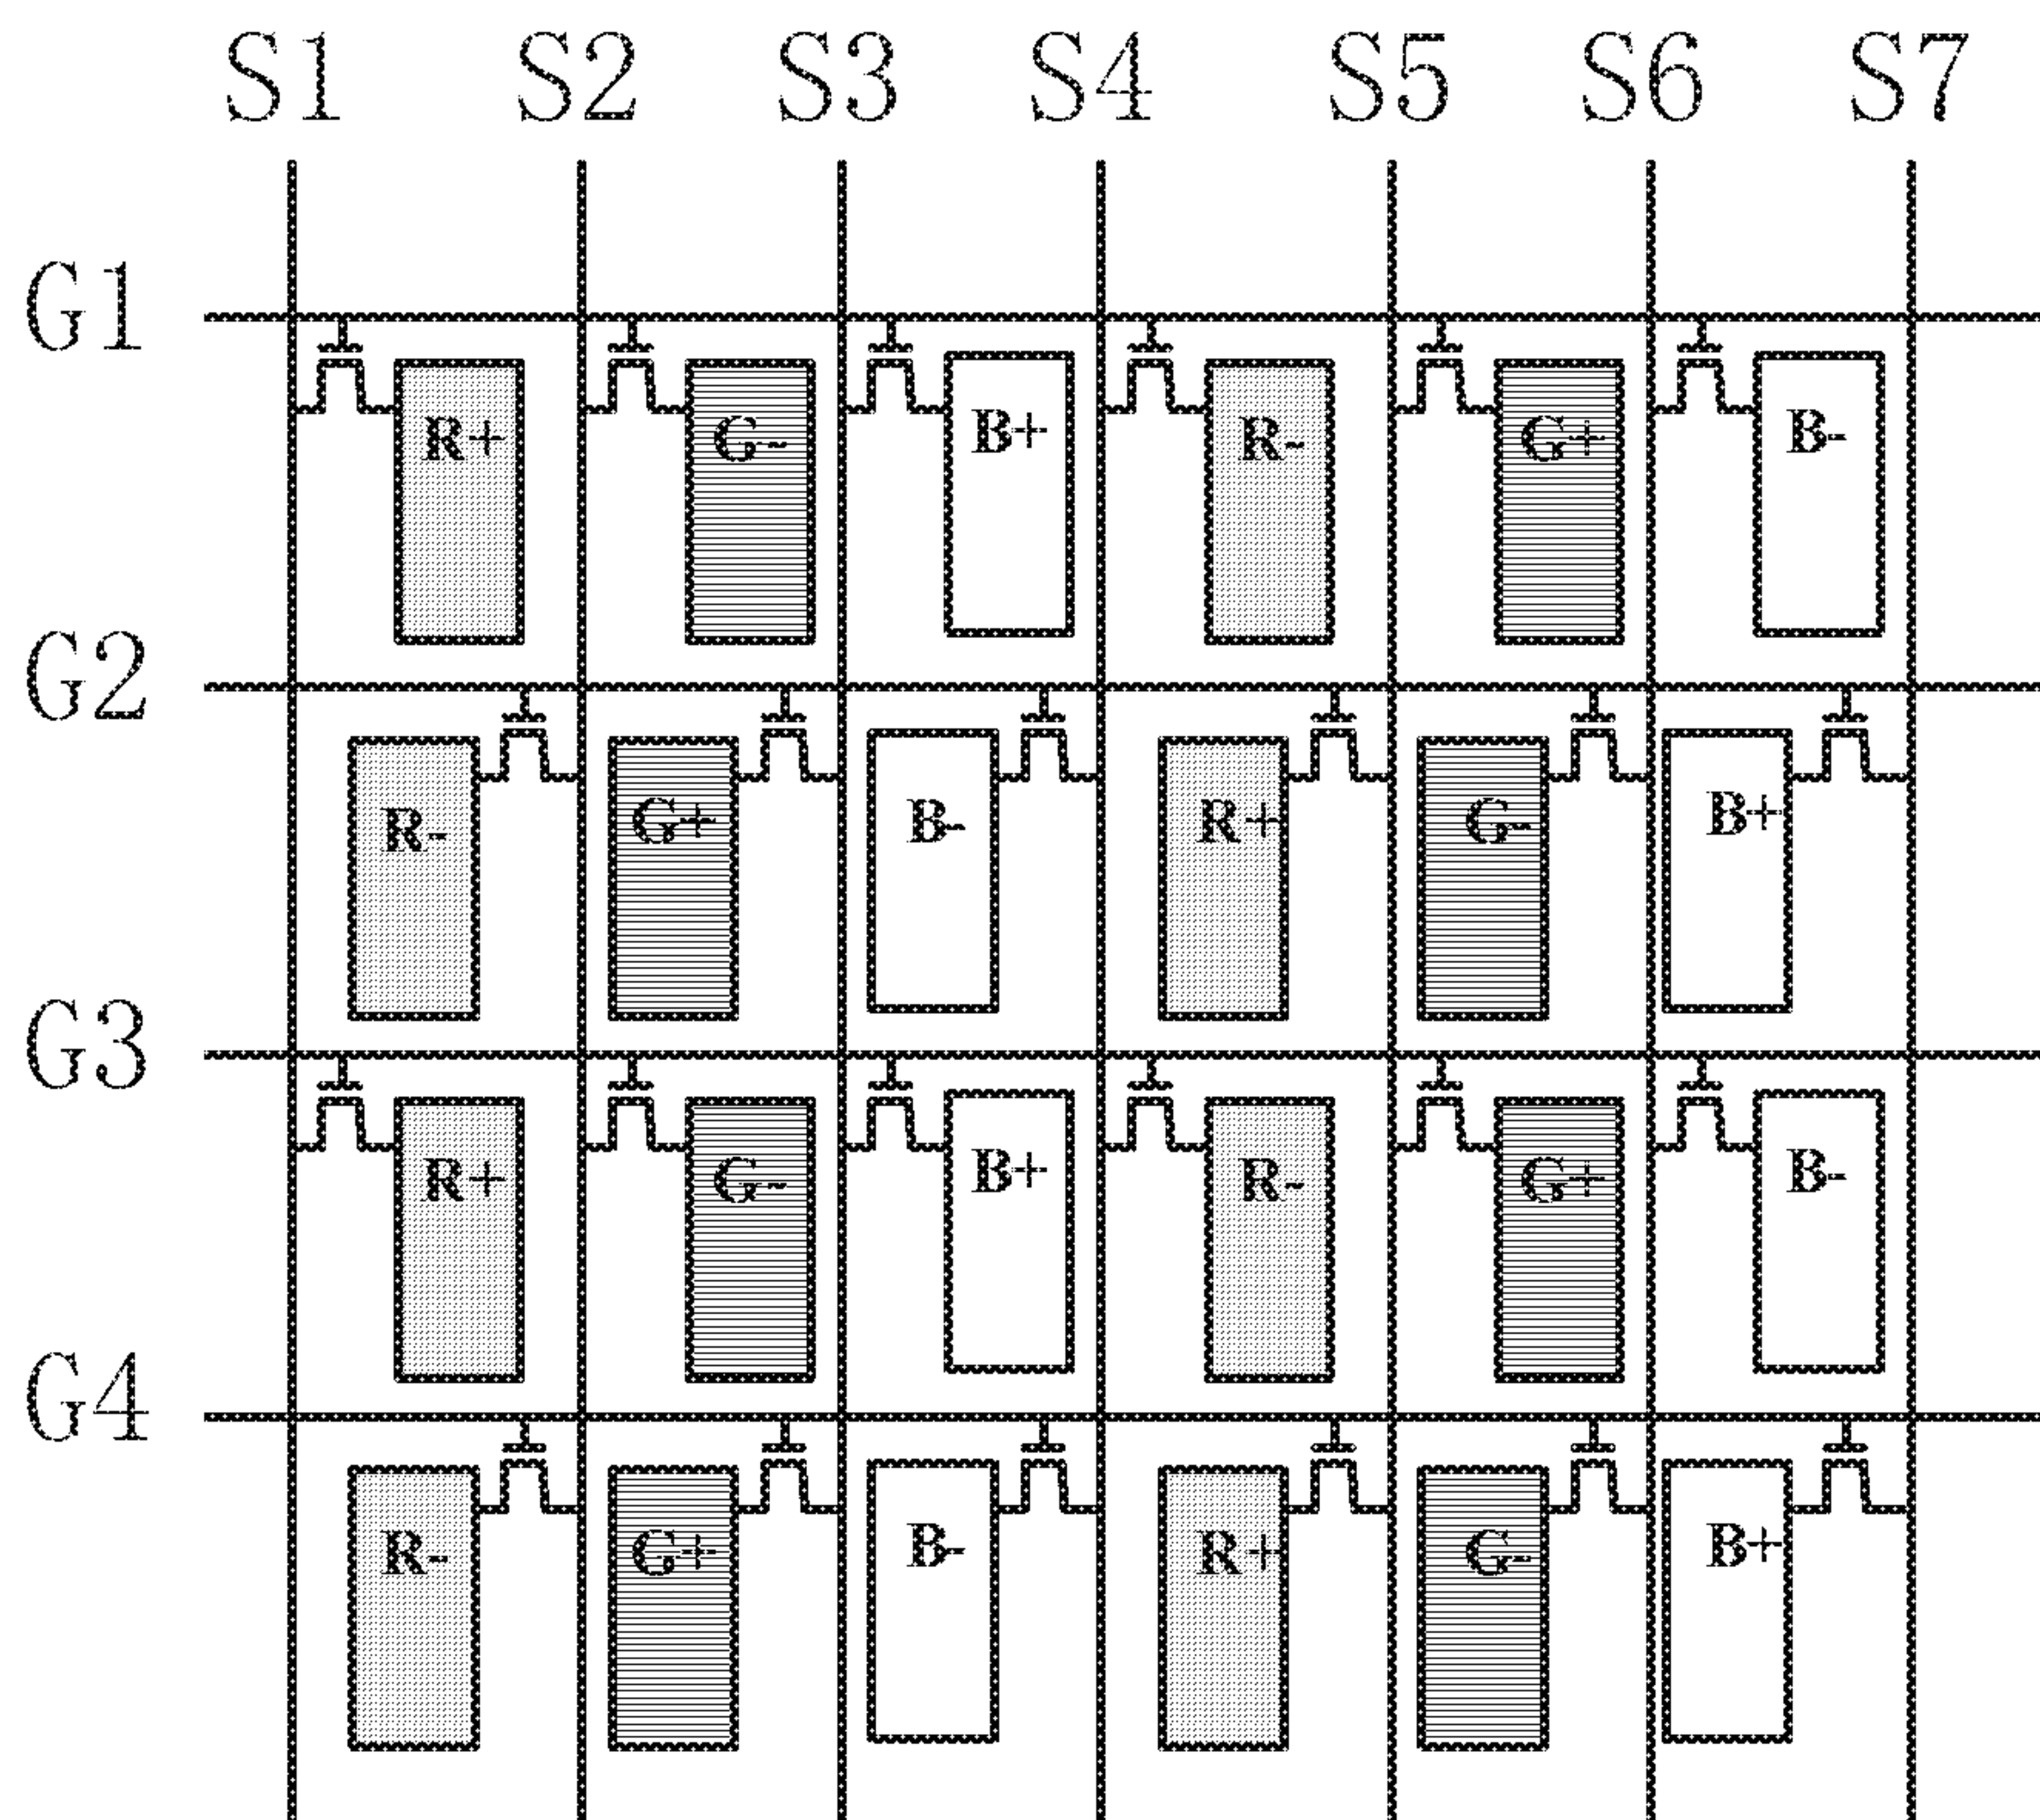 S1 S2 S3 S4 S5 S6 S7
G1
R+ G- B+ R- G+ B-
G2
R- G+ B- R+ G- B+
G3
R+ G- B+ R- G+ B-
G4
R- G+ B- R+ G- B+